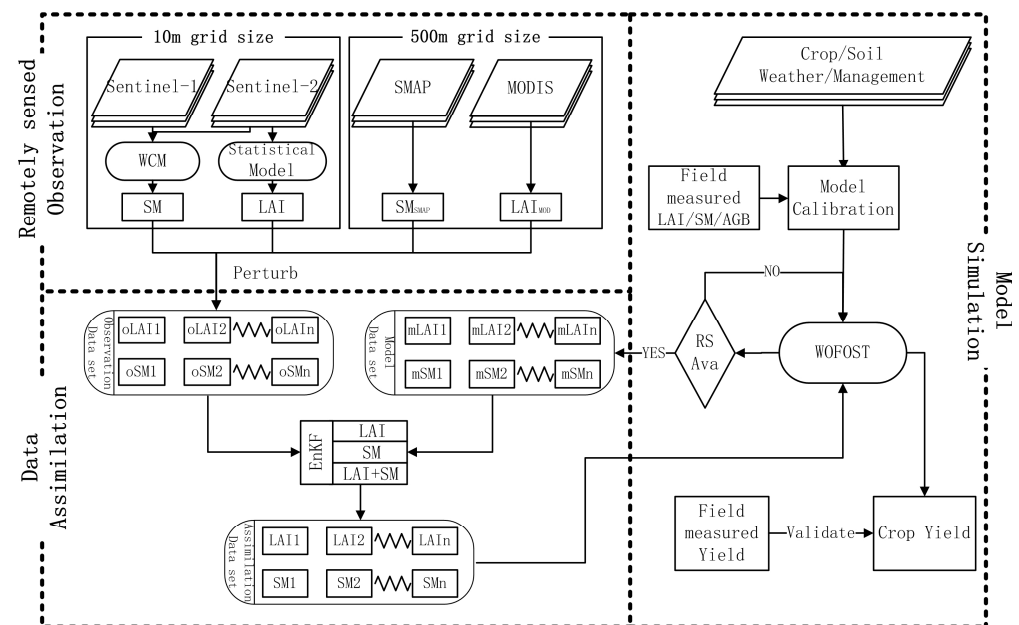 Remotely sensed
Observation
10m grid size
Sentinel-1
Sentinel-2
WCM
Statistical
Model
SM
LAI
500m grid size
SMAP
MODIS
SMSMAP
LAIMOD
Perturb
Crop/Soil
Weather/Management
Field
measured
LAI/SM/AGB
Model
Calibration
Model
Simulation
NO
RS
Ava
YES
WOFOST
Field
measured
Yield
Validate
Crop Yield
Data
Assimilation
Observation
Data set
oLAI1
oLAI2
oLAIn
oSM1
oSM2
oSMn
Model
Data set
mLAI1
mLAI2
mLAIn
mSM1
mSM2
mSMn
EnKF
LAI
SM
LAI+SM
Assimilation
Data set
LAI1
LAI2
LAIn
SM1
SM2
SMn